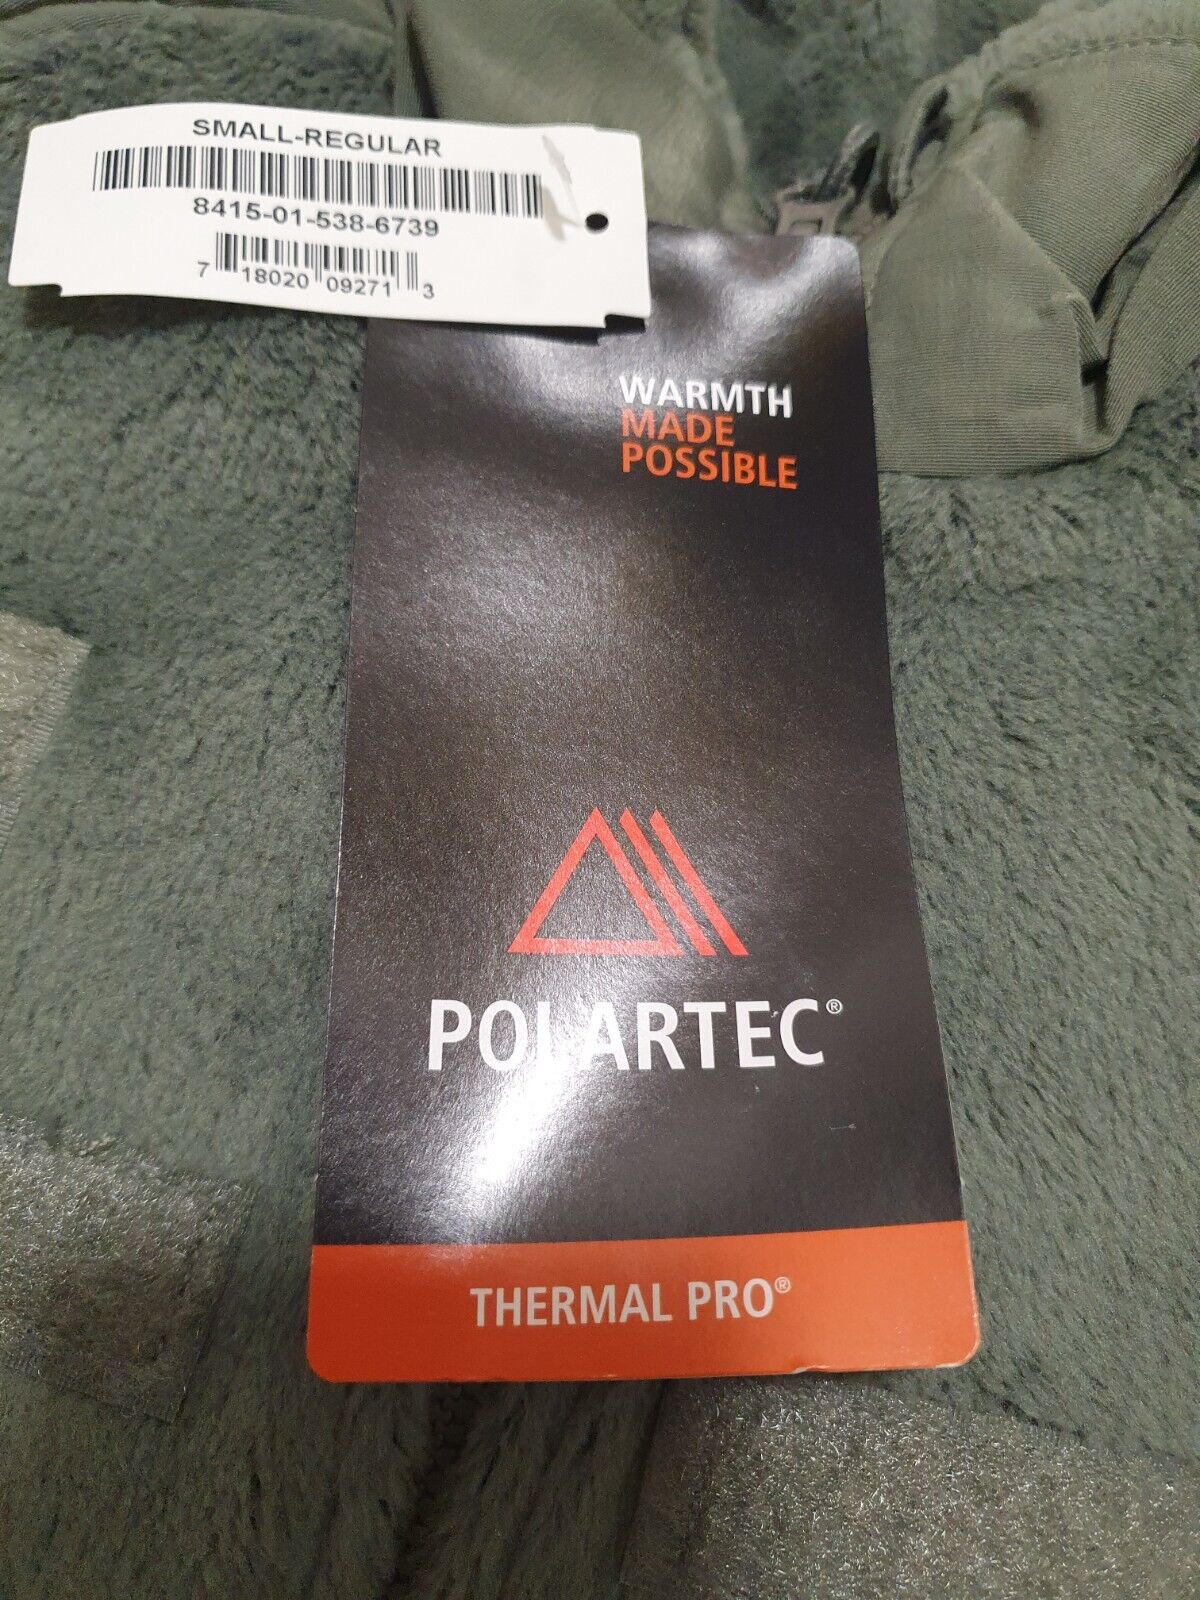 SMALL-REGULAR
8415-01-538-6739
7 18020 09271 3
WARMTH
MADE
POSSIBLE
POLARTEC®
THERMAL PRO®